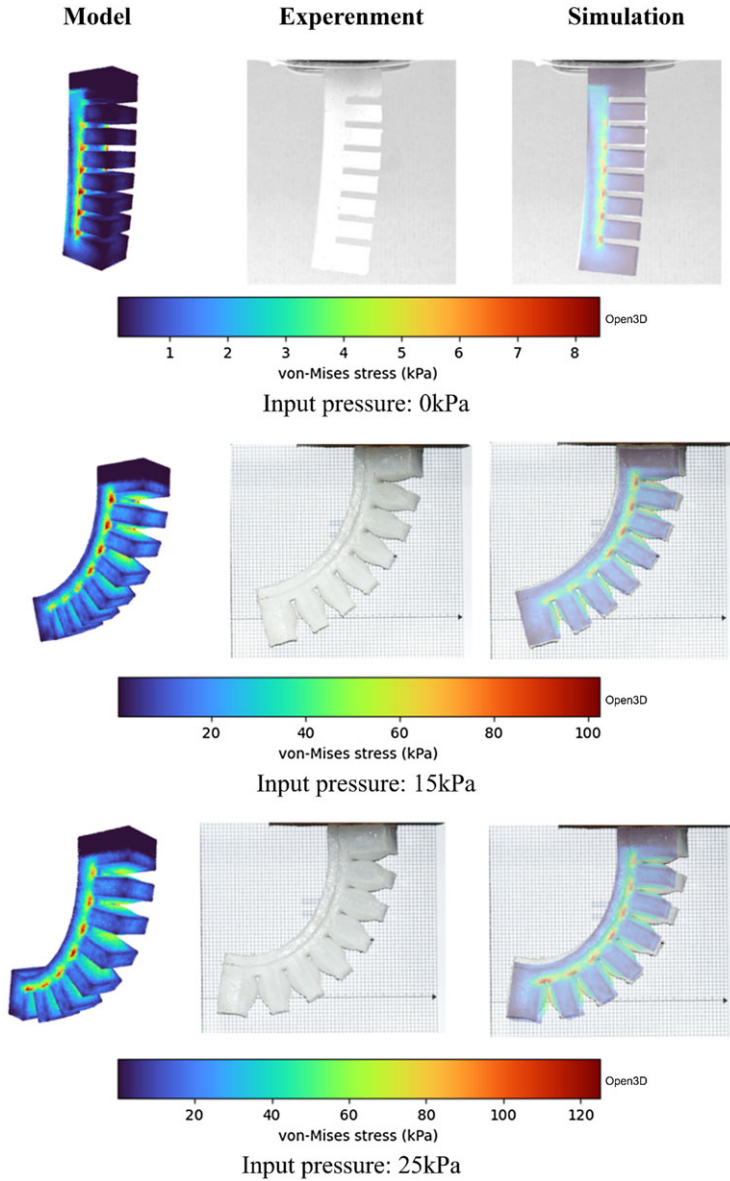 Model Experenment Simulation
Open3D
1 2 3 4 5 6 7 8
von-Mises stress (kPa)
Input pressure: 0kPa
Open3D
20 40 60 80 100
von-Mises stress (kPa)
Input pressure: 15kPa
Open3D
20 40 60 80 100 120
von-Mises stress (kPa)
Input pressure: 25kPa